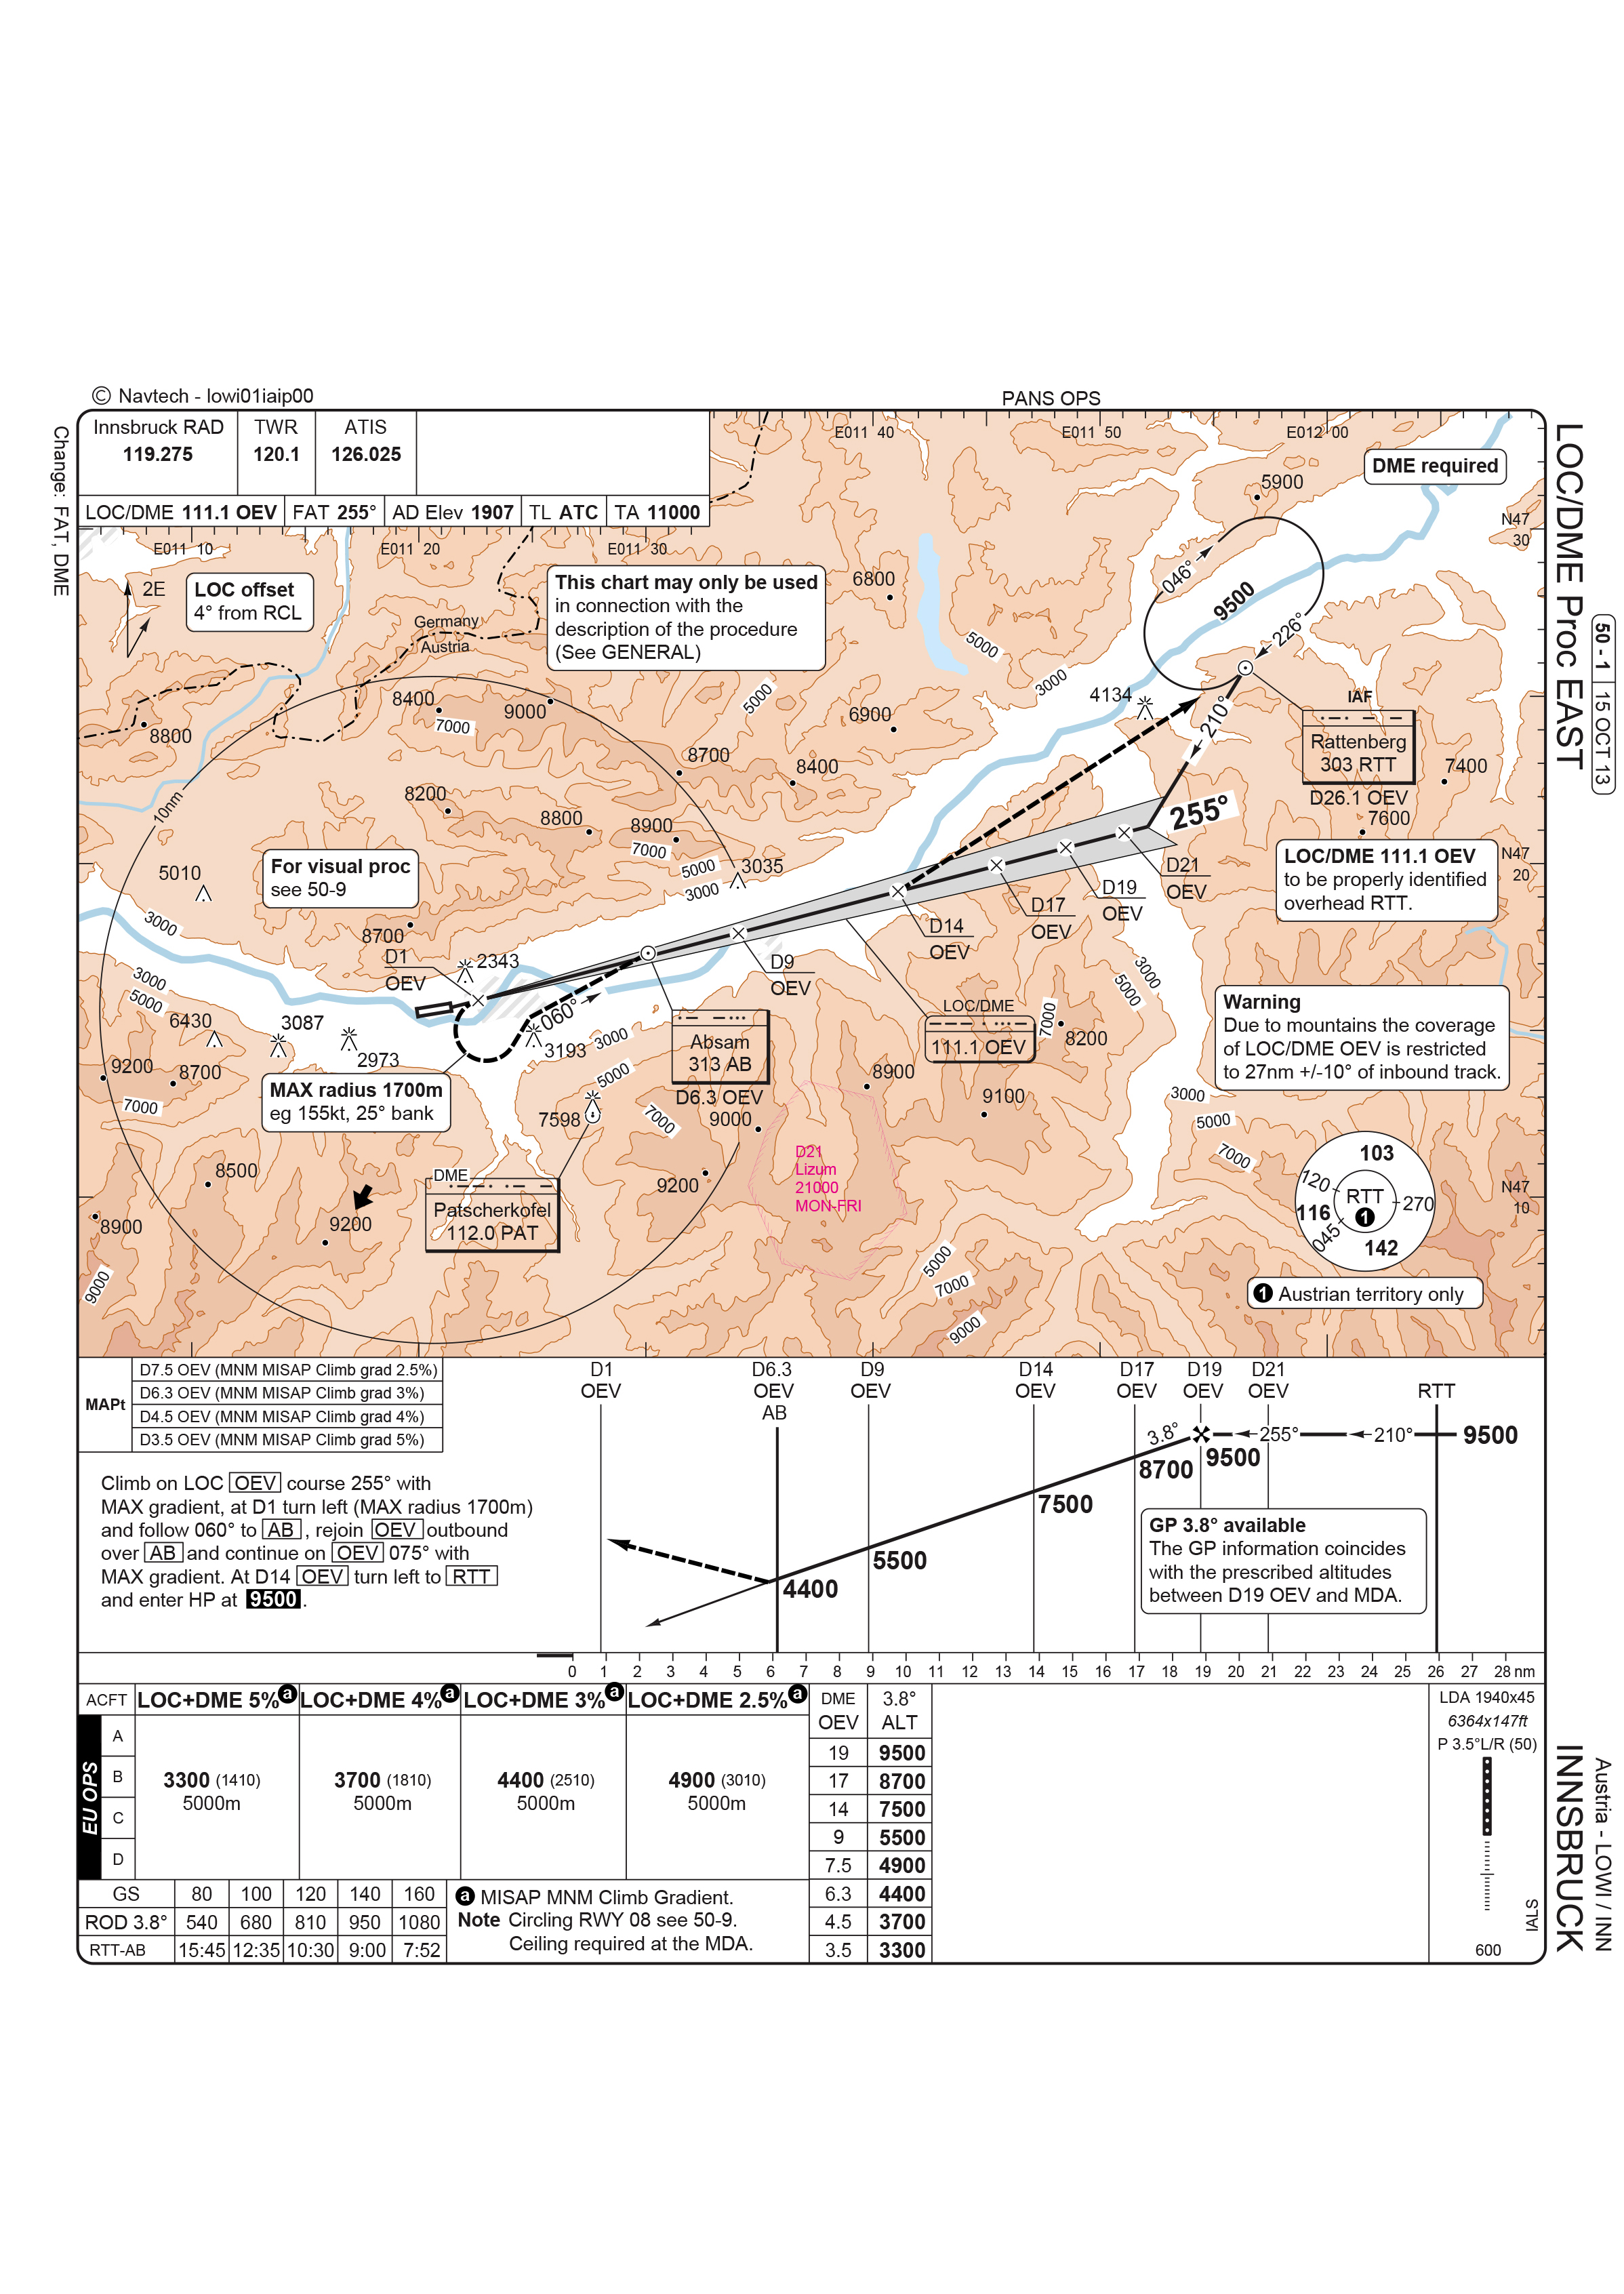 © Navtech - lowi01iaip00
PANS OPS
Change: FAT, DME
LOC/DME Proc EAST
50 - 1
15 OCT 13
Austria - LOWI / INN
INNSBRUCK
Innsbruck RAD
119.275
TWR
120.1
ATIS
126.025
LOC/DME 111.1 OEV
FAT 255°
AD Elev 1907
TL ATC
TA 11000
E011 40
E011 50
E012 00
E011 10
E011 20
E011 30
DME required
5900
N47
30
2E
LOC offset
4° from RCL
Germany
Austria
This chart may only be used
in connection with the
description of the procedure
(See GENERAL)
6800
5000
046°
9500
226°
3000
4134
210°
IAF
Rattenberg
303 RTT
D26.1 OEV
7400
7600
8800
8400
7000
9000
5000
6900
8700
8400
10nm
8200
8800
8900
7000
5000
3000
3035
255°
D21
OEV
D19
OEV
D17
OEV
D14
OEV
D9
OEV
LOC/DME 111.1 OEV
to be properly identified
overhead RTT.
N47
20
5010
For visual proc
see 50-9
3000
8700
D1
OEV
2343
3000
5000
6430
3087
2973
060°
3193
3000
Absam
313 AB
D6.3 OEV
LOC/DME
111.1 OEV
7000
8200
5000
3000
Warning
Due to mountains the coverage
of LOC/DME OEV is restricted
to 27nm +/-10° of inbound track.
9200
8700
7000
MAX radius 1700m
eg 155kt, 25° bank
5000
7598
7000
9000
8900
9100
3000
5000
7000
D21
Lizum
21000
MON-FRI
8500
9200
8900
9000
DME
Patscherkofel
112.0 PAT
9200
5000
7000
9000
103
120
RTT
270
116
1
045
142
N47
10
1 Austrian territory only
MAPt
D7.5 OEV (MNM MISAP Climb grad 2.5%)
D6.3 OEV (MNM MISAP Climb grad 3%)
D4.5 OEV (MNM MISAP Climb grad 4%)
D3.5 OEV (MNM MISAP Climb grad 5%)
Climb on LOC OEV course 255° with
MAX gradient, at D1 turn left (MAX radius 1700m)
and follow 060° to AB , rejoin OEV outbound
over AB and continue on OEV 075° with
MAX gradient. At D14 OEV turn left to RTT
and enter HP at 9500 .
D1
OEV
D6.3
OEV
AB
D9
OEV
D14
OEV
D17
OEV
D19
OEV
D21
OEV
RTT
3.8°
255°
210°
9500
9500
8700
7500
5500
4400
GP 3.8° available
The GP information coincides
with the prescribed altitudes
between D19 OEV and MDA.
0 1 2 3 4 5 6 7 8 9 10 11 12 13 14 15 16 17 18 19 20 21 22 23 24 25 26 27 28 nm
ACFT
LOC+DME 5% a
LOC+DME 4% a
LOC+DME 3% a
LOC+DME 2.5% a
EU OPS
A
B
C
D
3300 (1410)
5000m
3700 (1810)
5000m
4400 (2510)
5000m
4900 (3010)
5000m
GS 80 100 120 140 160
ROD 3.8° 540 680 810 950 1080
RTT-AB 15:45 12:35 10:30 9:00 7:52
a MISAP MNM Climb Gradient.
Note Circling RWY 08 see 50-9.
Ceiling required at the MDA.
DME
OEV
3.8°
ALT
19 9500
17 8700
14 7500
9 5500
7.5 4900
6.3 4400
4.5 3700
3.5 3300
LDA 1940x45
6364x147ft
P 3.5°L/R (50)
IALS
600